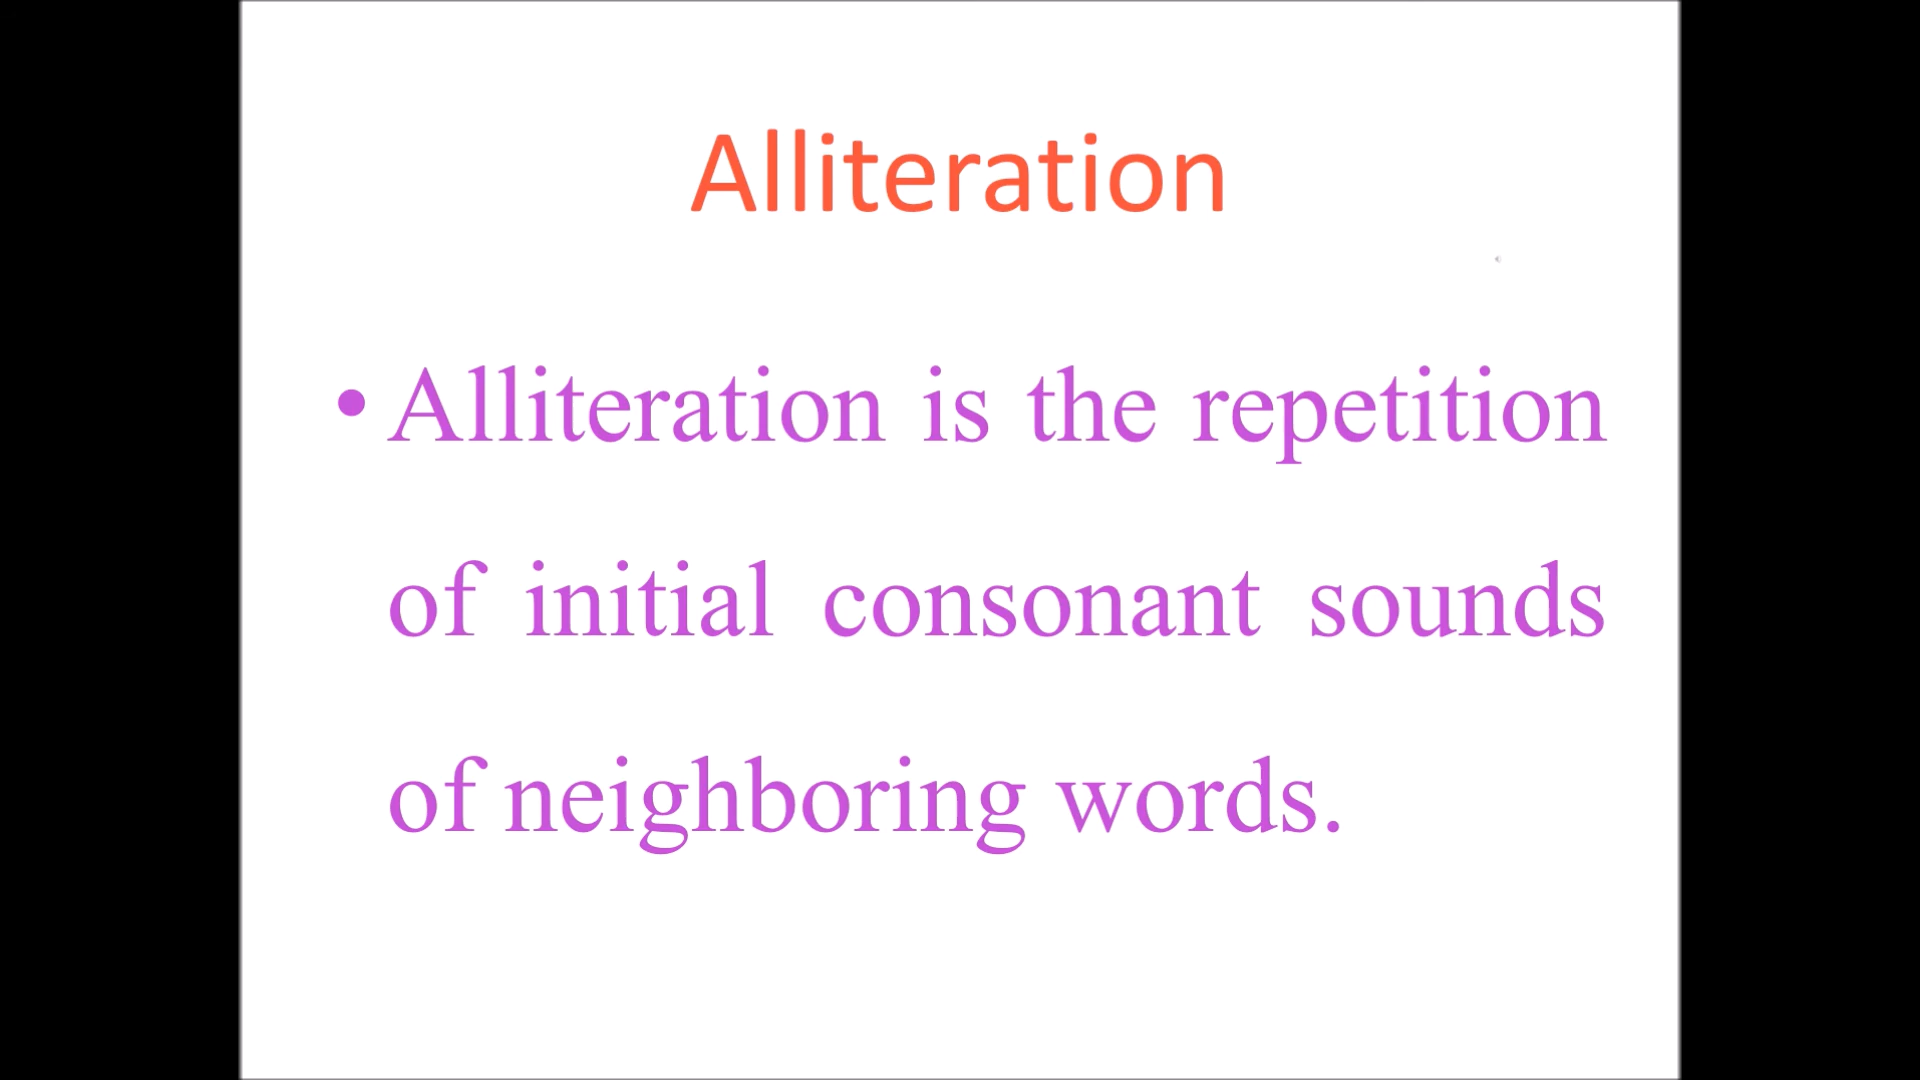 Alliteration
• Alliteration is the repetition
of initial consonant sounds
of neighboring words.